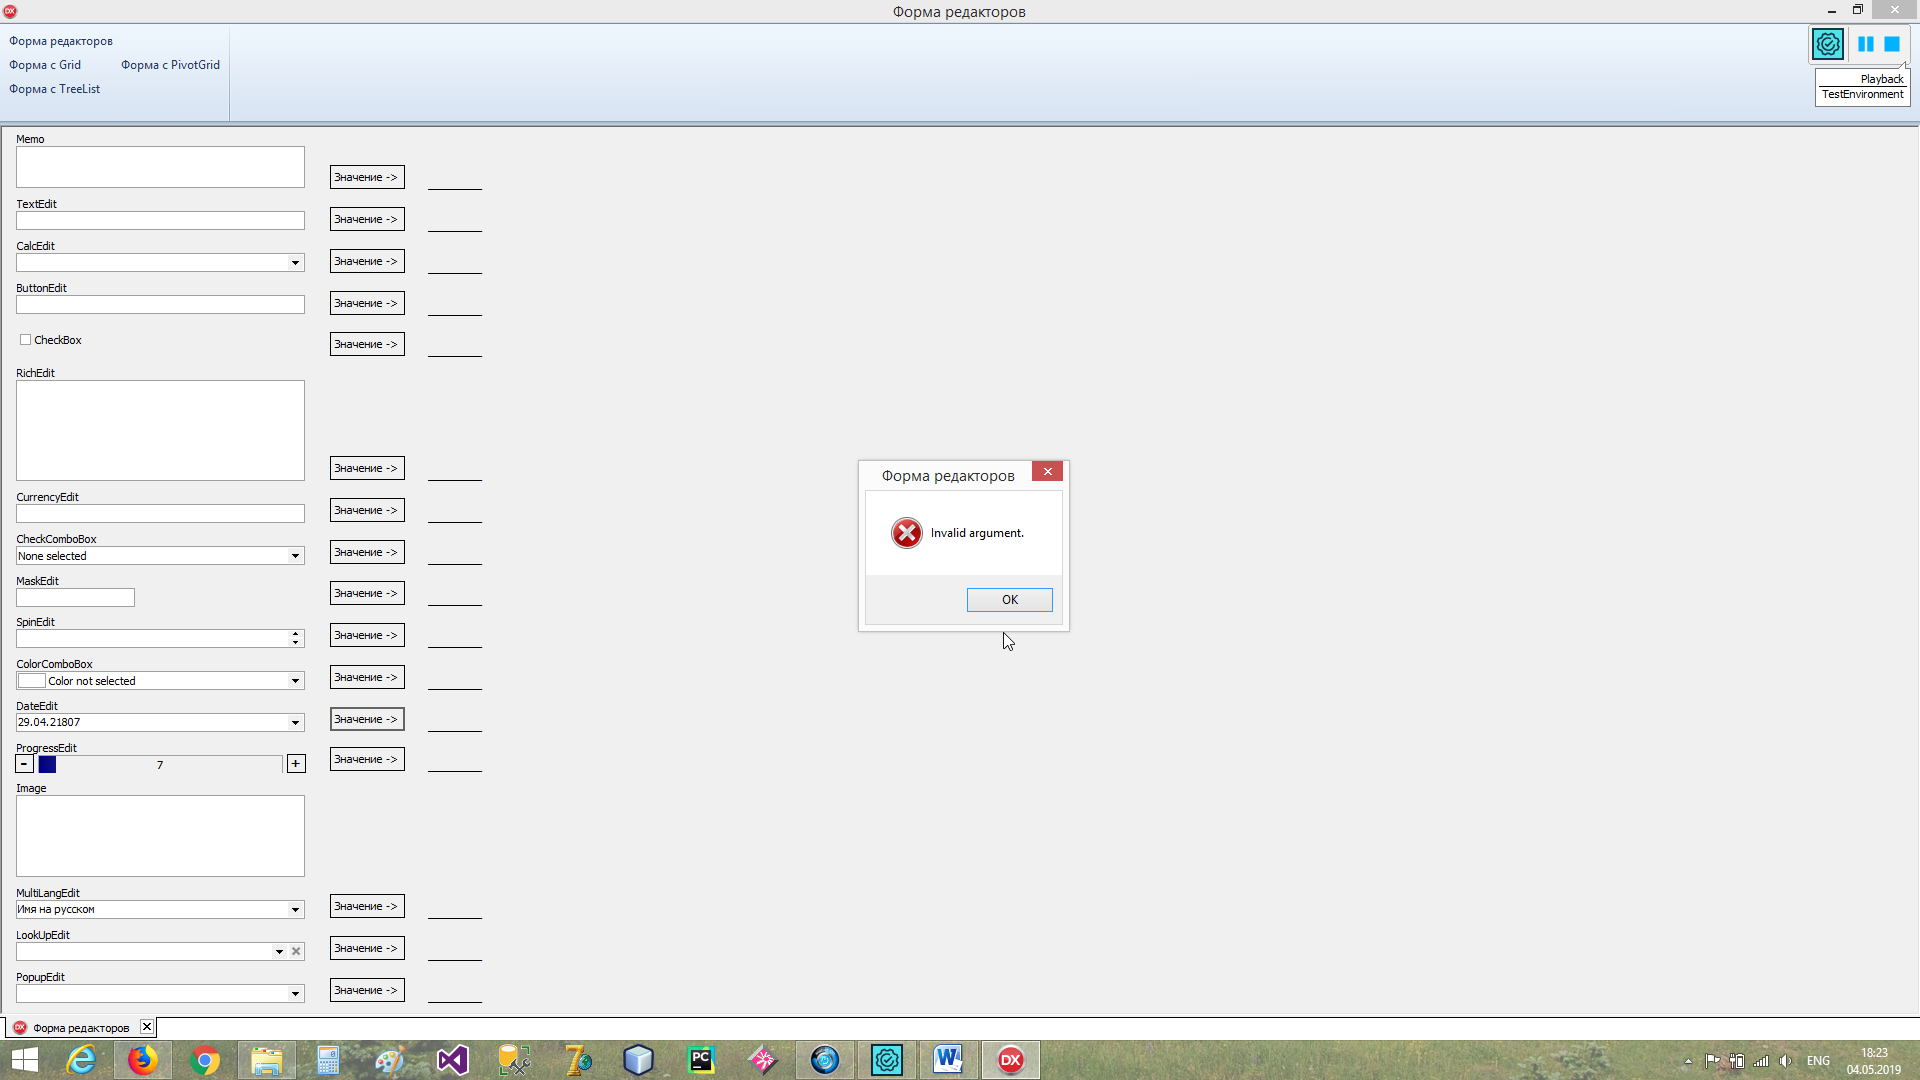 Форма редакторов
Форма редакторов
Форма с Grid
Форма с PivotGrid
Форма с TreeList
Playback
TestEnvironment
Memo
Значение ->
TextEdit
Значение ->
CalcEdit
Значение ->
ButtonEdit
Значение ->
CheckBox
Значение ->
RichEdit
Значение ->
CurrencyEdit
Значение ->
CheckComboBox
None selected
Значение ->
MaskEdit
Значение ->
SpinEdit
Значение ->
ColorComboBox
Color not selected
Значение ->
DateEdit
29.04.21807
Значение ->
ProgressEdit
-
7
+
Значение ->
Image
MultiLangEdit
Имя на русском
Значение ->
LookUpEdit
Значение ->
PopupEdit
Значение ->
Форма редакторов
Invalid argument.
OK
DX Форма редакторов
PC
DX
ENG
18:23
04.05.2019